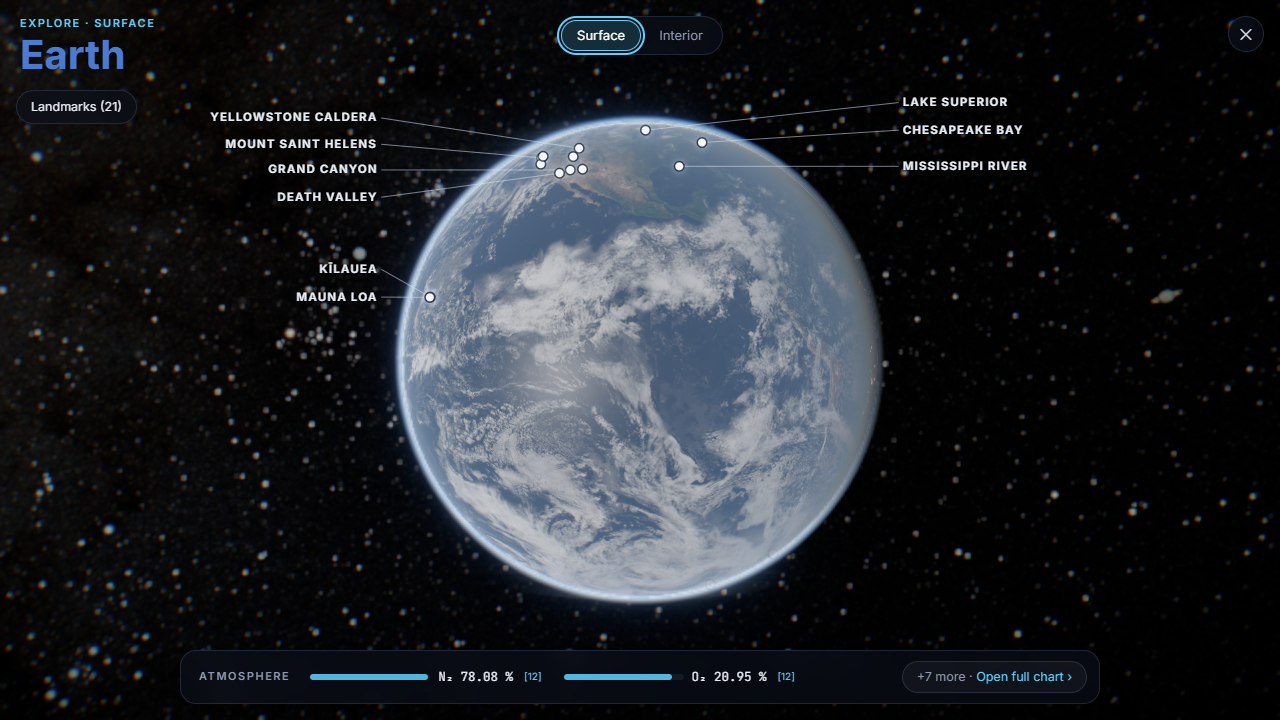 EXPLORE · SURFACE
Earth
Landmarks (21)
Surface
Interior
YELLOWSTONE CALDERA
MOUNT SAINT HELENS
GRAND CANYON
DEATH VALLEY
KĪLAUEA
MAUNA LOA
LAKE SUPERIOR
CHESAPEAKE BAY
MISSISSIPPI RIVER
ATMOSPHERE
N₂ 78.08 % [12]
O₂ 20.95 % [12]
+7 more · Open full chart ›